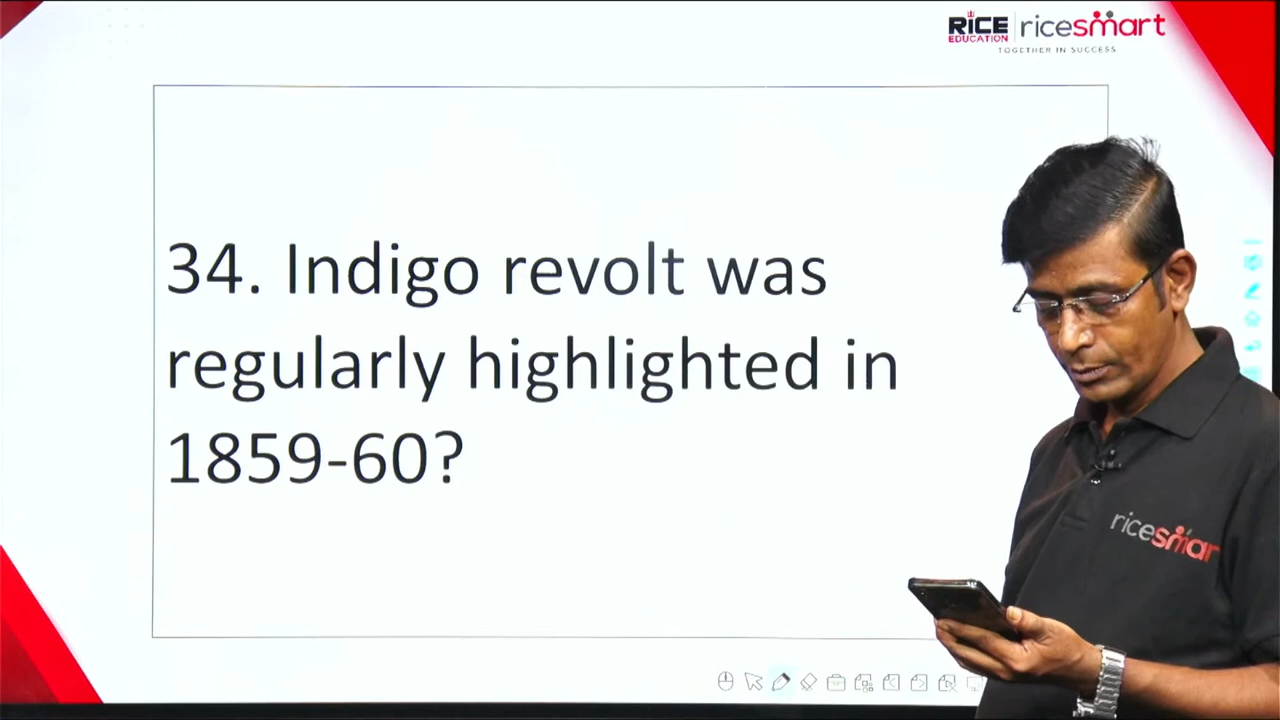 RICE
EDUCATION
ricesmart
TOGETHER IN SUCCESS
34. Indigo revolt was
regularly highlighted in
1859-60?
ricesmar